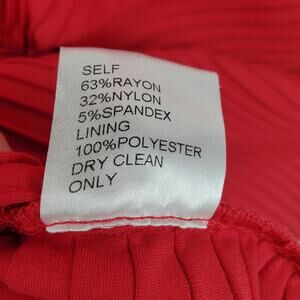 SELF
63%RAYON
32%NYLON
5%SPANDEX
LINING
100%POLYESTER
DRY CLEAN
ONLY